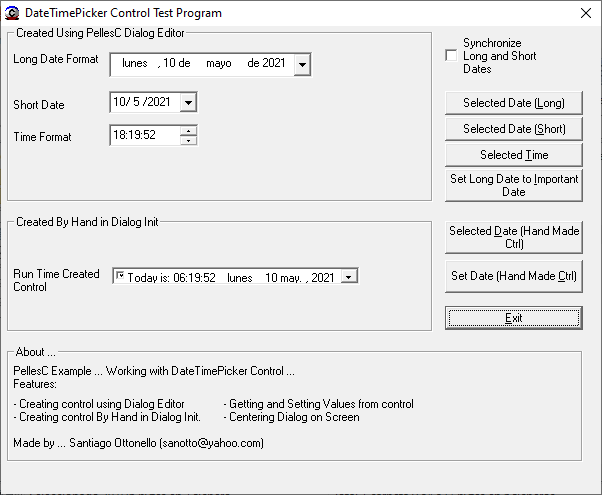 DateTimePicker Control Test Program
Created Using PellesC Dialog Editor
Long Date Format
lunes , 10 de mayo de 2021
Short Date
10/ 5 /2021
Time Format
18:19:52
Synchronize
Long and Short
Dates
Selected Date (Long)
Selected Date (Short)
Selected Time
Set Long Date to Important
Date
Created By Hand in Dialog Init
Run Time Created
Control
Today is: 06:19:52 lunes 10 may. , 2021
Selected Date (Hand Made
Ctrl)
Set Date (Hand Made Ctrl)
Exit
About ...
PellesC Example ... Working with DateTimePicker Control ...
Features:
- Creating control using Dialog Editor - Getting and Setting Values from control
- Creating control By Hand in Dialog Init. - Centering Dialog on Screen
Made by ... Santiago Ottonello (sanotto@yahoo.com)